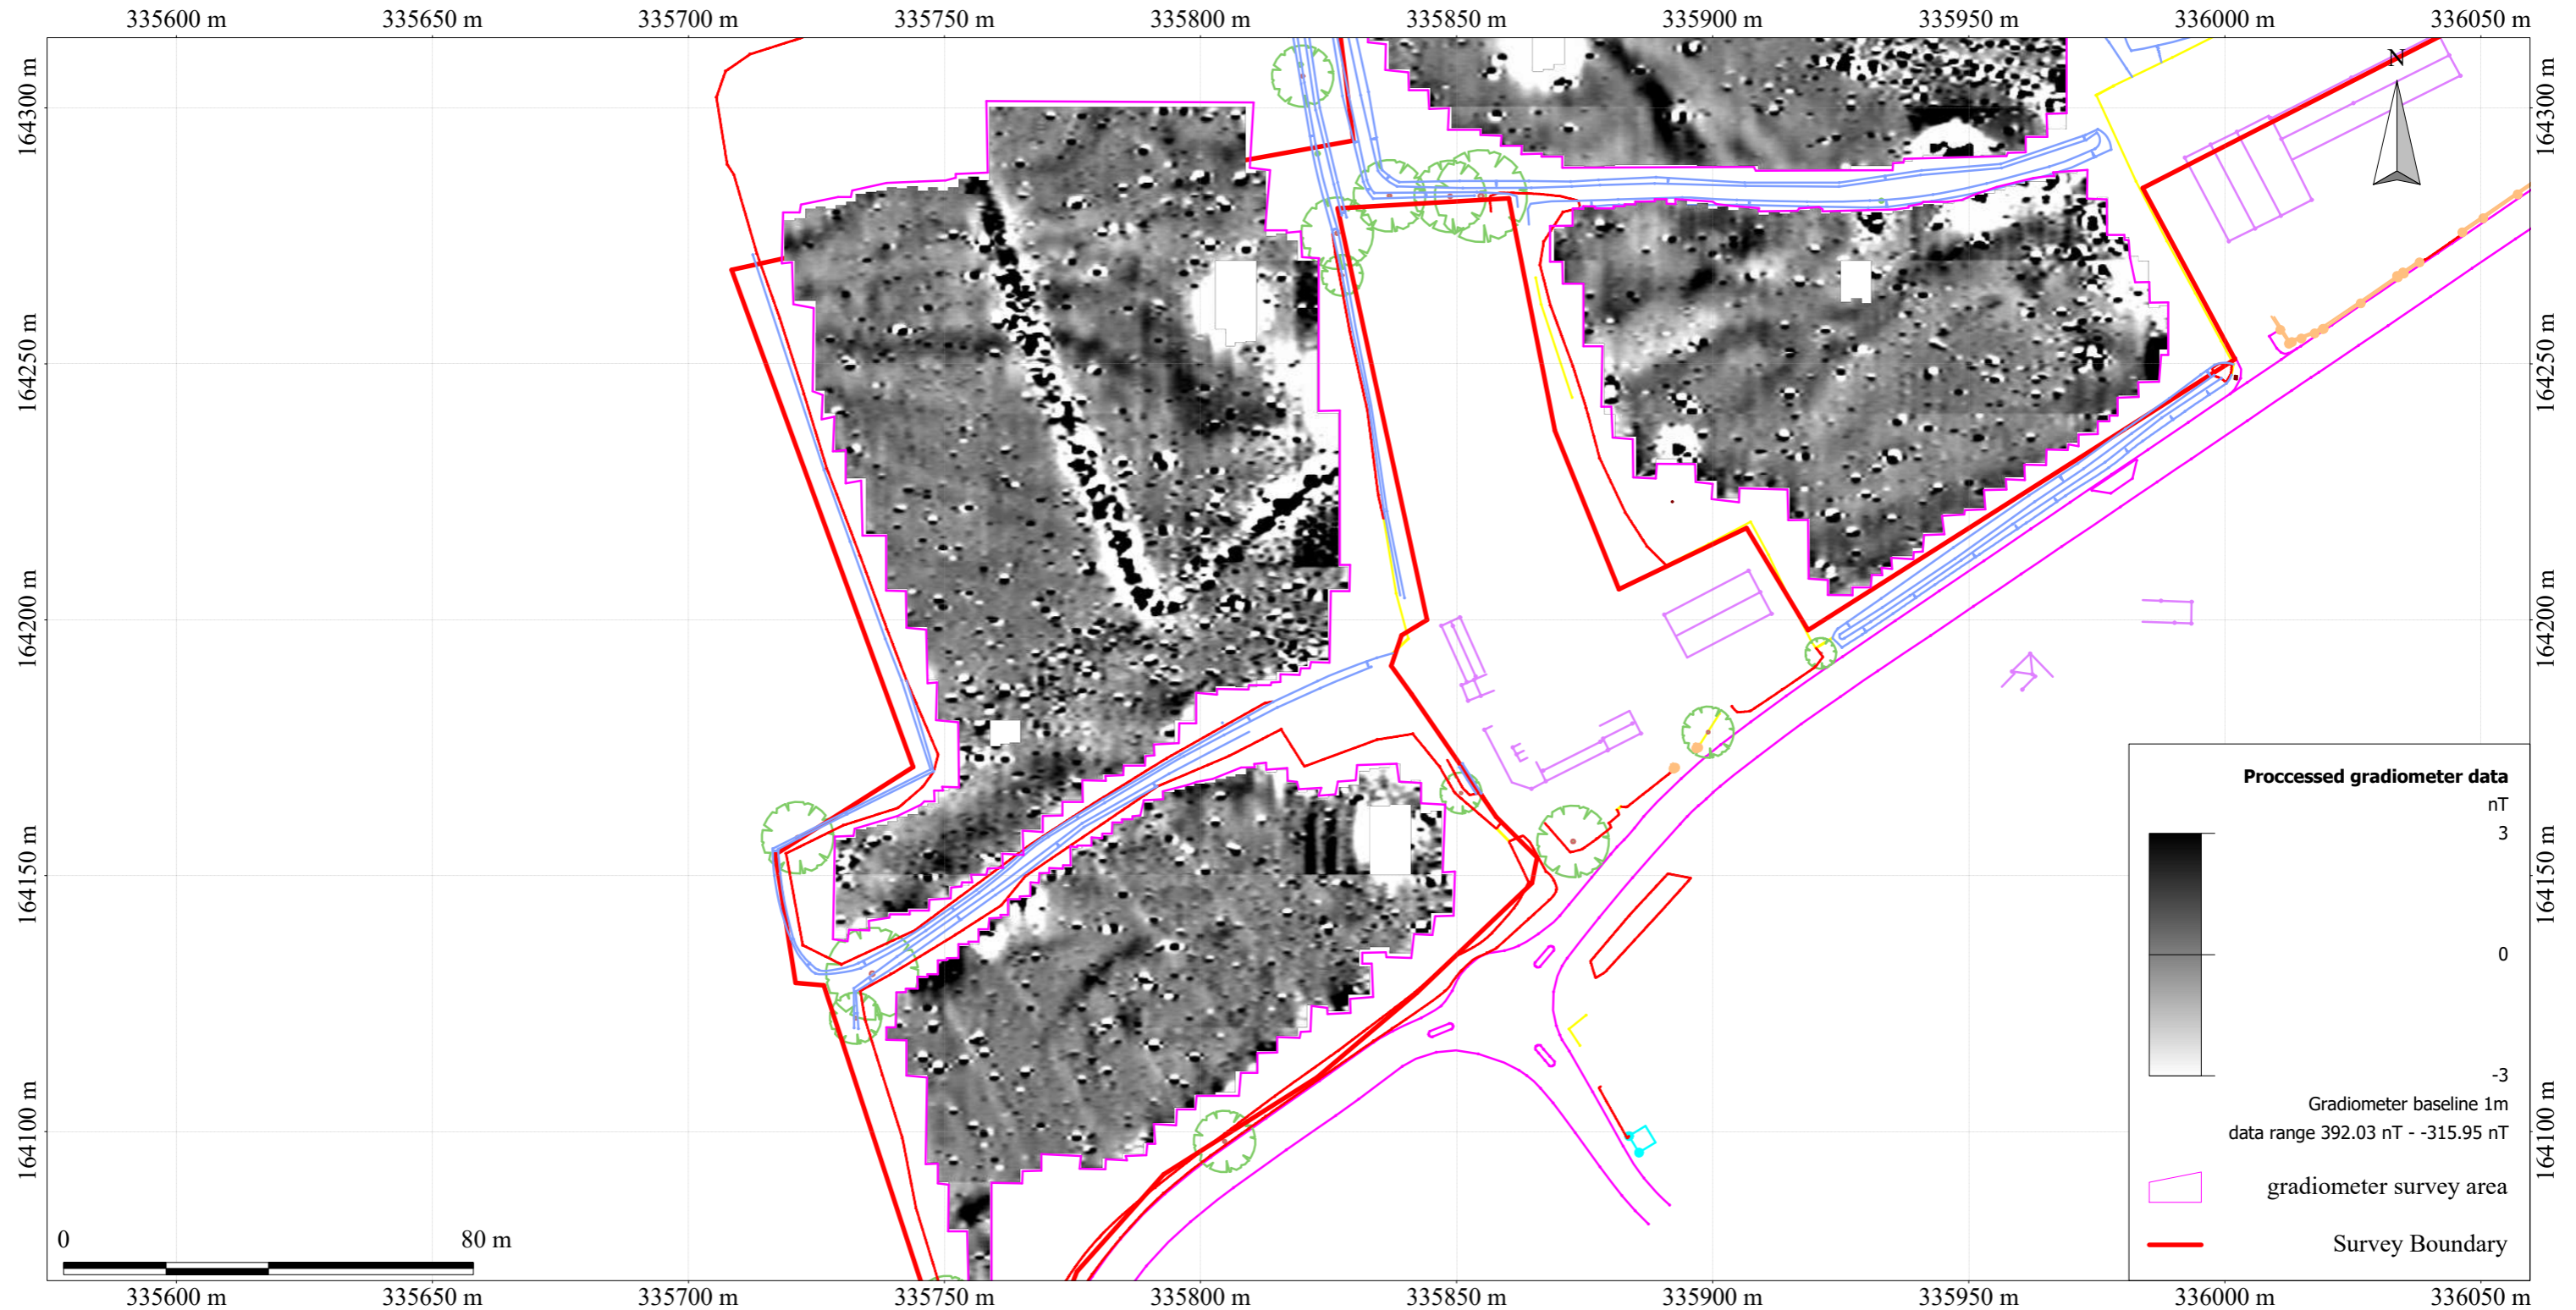 335600 m 335650 m 335700 m 335750 m 335800 m 335850 m 335900 m 335950 m 336000 m 336050 m
N
164300 m 164300 m
164250 m 164250 m
164200 m 164200 m
164150 m 164150 m
164100 m 164100 m
Proccessed gradiometer data
nT
3
0
-3
Gradiometer baseline 1m
data range 392.03 nT - -315.95 nT
gradiometer survey area
Survey Boundary
0 80 m
335600 m 335650 m 335700 m 335750 m 335800 m 335850 m 335900 m 335950 m 336000 m 336050 m